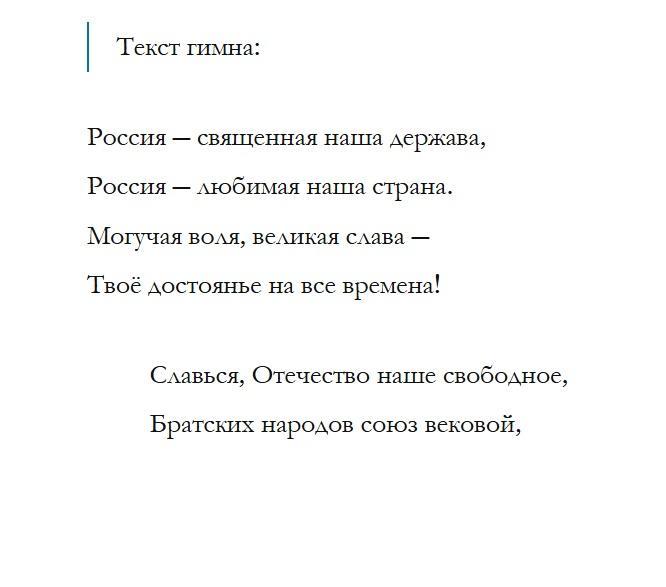 Текст гимна:
Россия — священная наша держава,
Россия — любимая наша страна.
Могучая воля, великая слава —
Твоё достоянье на все времена!
Славься, Отечество наше свободное,
Братских народов союз вековой,